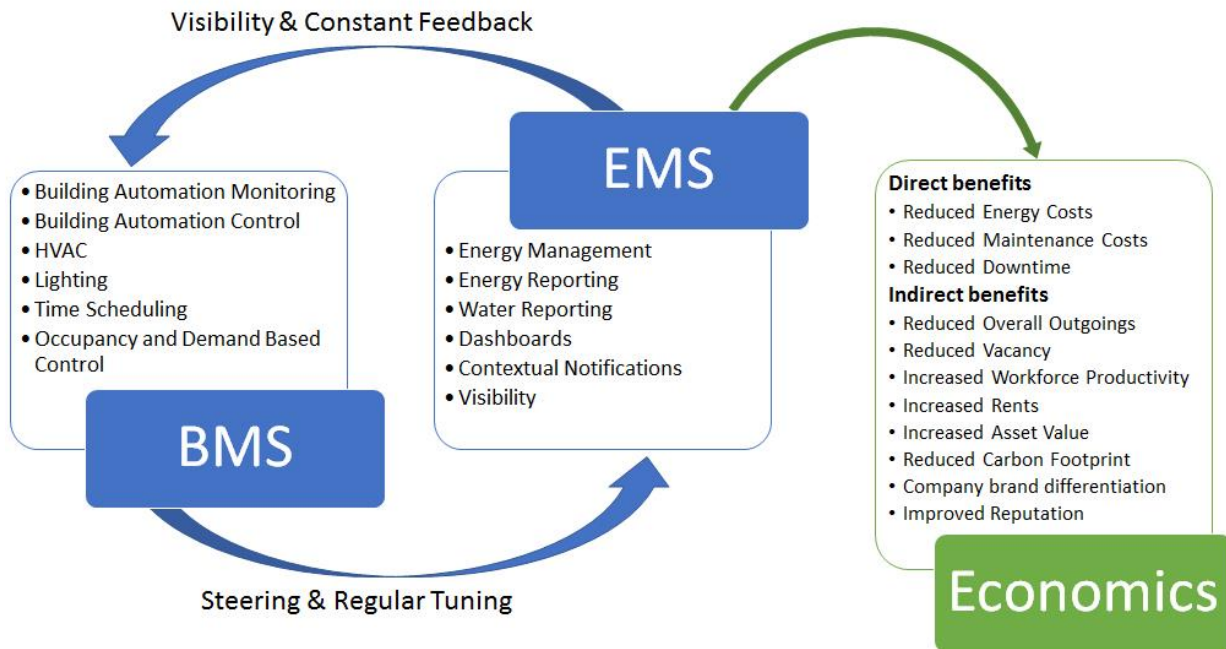 Visibility & Constant Feedback
EMS
• Building Automation Monitoring
• Building Automation Control
• HVAC
• Lighting
• Time Scheduling
• Occupancy and Demand Based
Control
BMS
• Energy Management
• Energy Reporting
• Water Reporting
• Dashboards
• Contextual Notifications
• Visibility
Steering & Regular Tuning
Direct benefits
• Reduced Energy Costs
• Reduced Maintenance Costs
• Reduced Downtime
Indirect benefits
• Reduced Overall Outgoings
• Reduced Vacancy
• Increased Workforce Productivity
• Increased Rents
• Increased Asset Value
• Reduced Carbon Footprint
• Company brand differentiation
• Improved Reputation
Economics